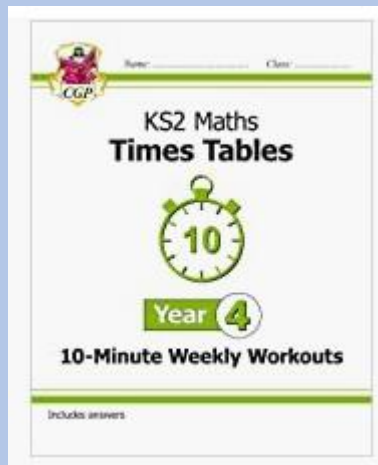 Name Class
CGP
KS2 Maths
Times Tables
10
Year 4
10-Minute Weekly Workouts
Includes answers